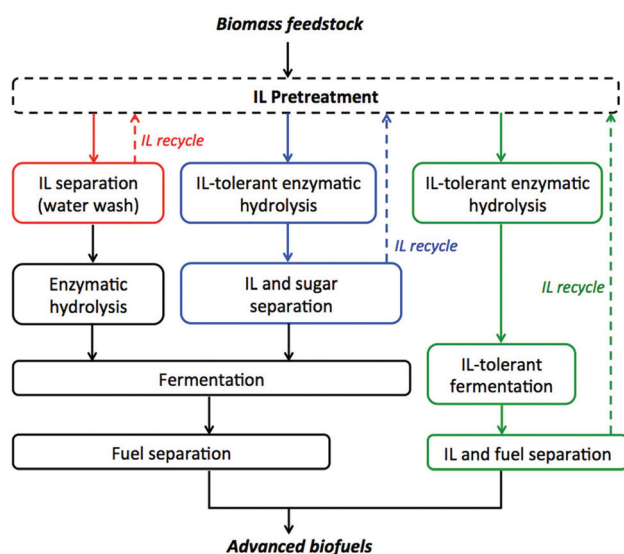 Biomass feedstock
IL Pretreatment
IL recycle
IL separation
(water wash)
IL-tolerant enzymatic
hydrolysis
IL-tolerant enzymatic
hydrolysis
IL recycle
Enzymatic
hydrolysis
IL and sugar
separation
IL recycle
Fermentation
IL-tolerant
fermentation
Fuel separation
IL and fuel separation
Advanced biofuels